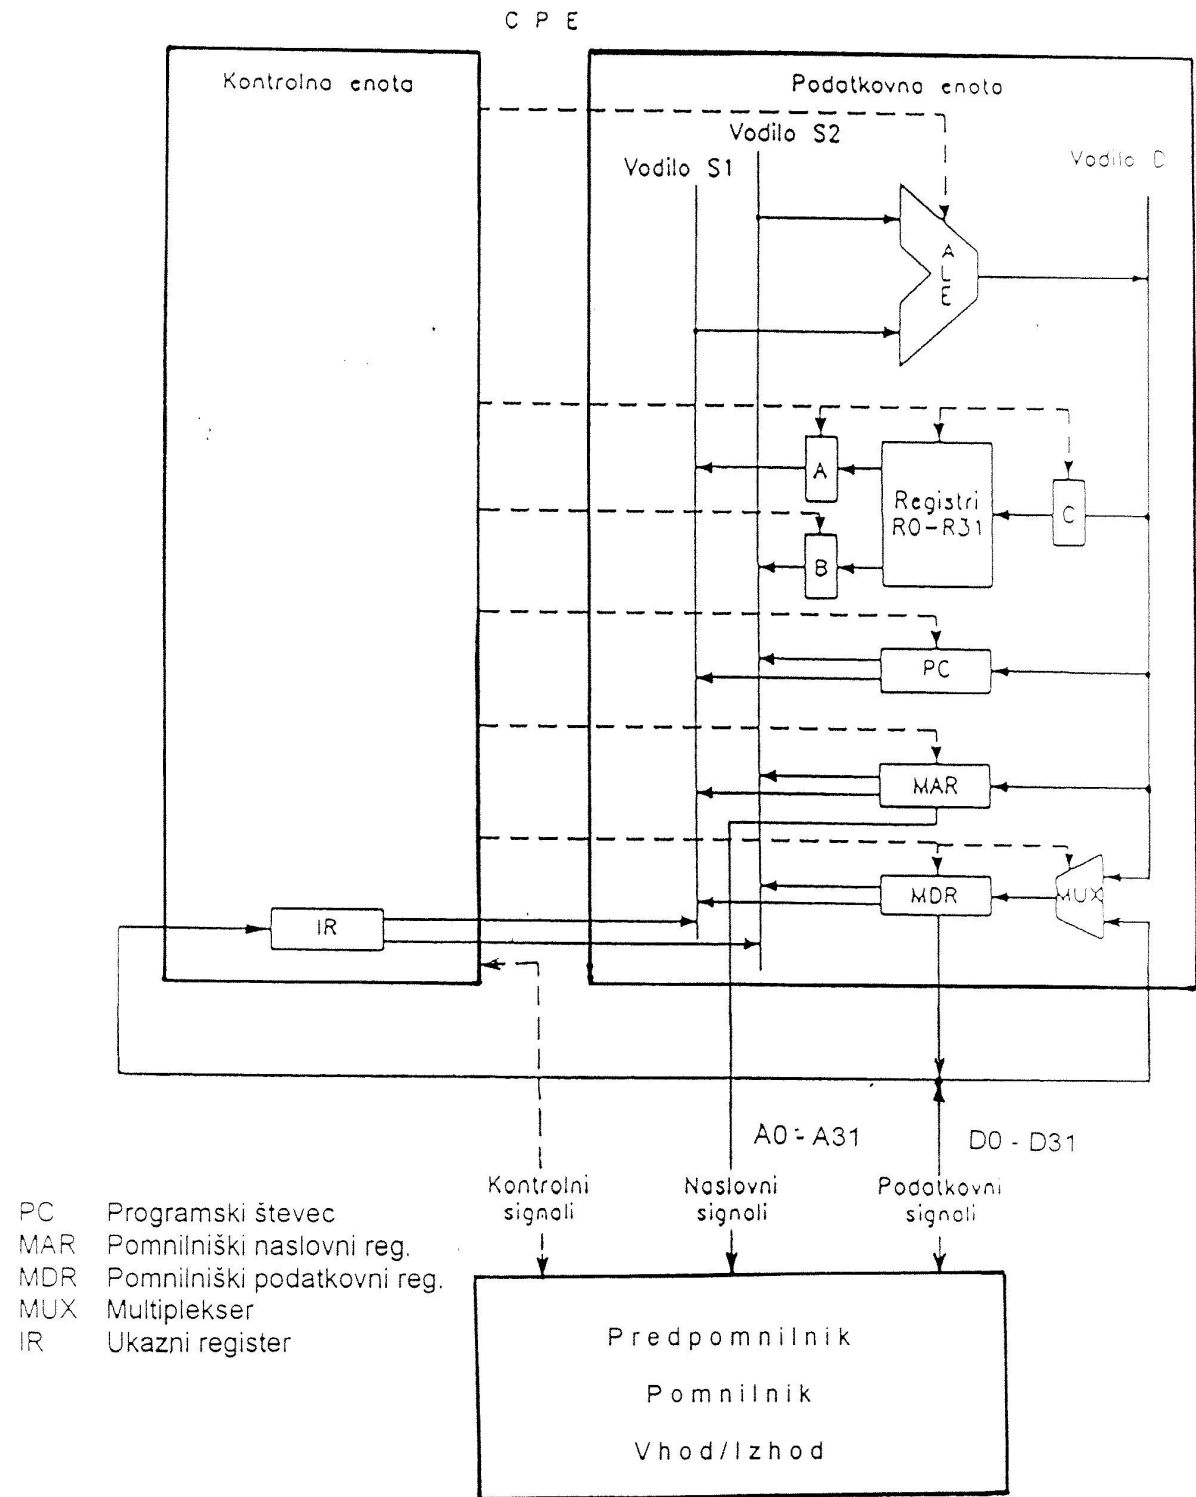 C P E
Kontrolna enota
Podatkovna enota
Vodilo S2
Vodilo S1
Vodilo D
ALE
A
Registri
R0-R31
C
B
PC
MAR
MDR
MUX
IR
A0 - A31
D0 - D31
Kontrolni
signali
Naslovni
signali
Podatkovni
signali
PC Programski števec
MAR Pomnilniški naslovni reg.
MDR Pomnilniški podatkovni reg.
MUX Multiplekser
IR Ukazni register
Predpomnilnik
Pomnilnik
Vhod/Izhod